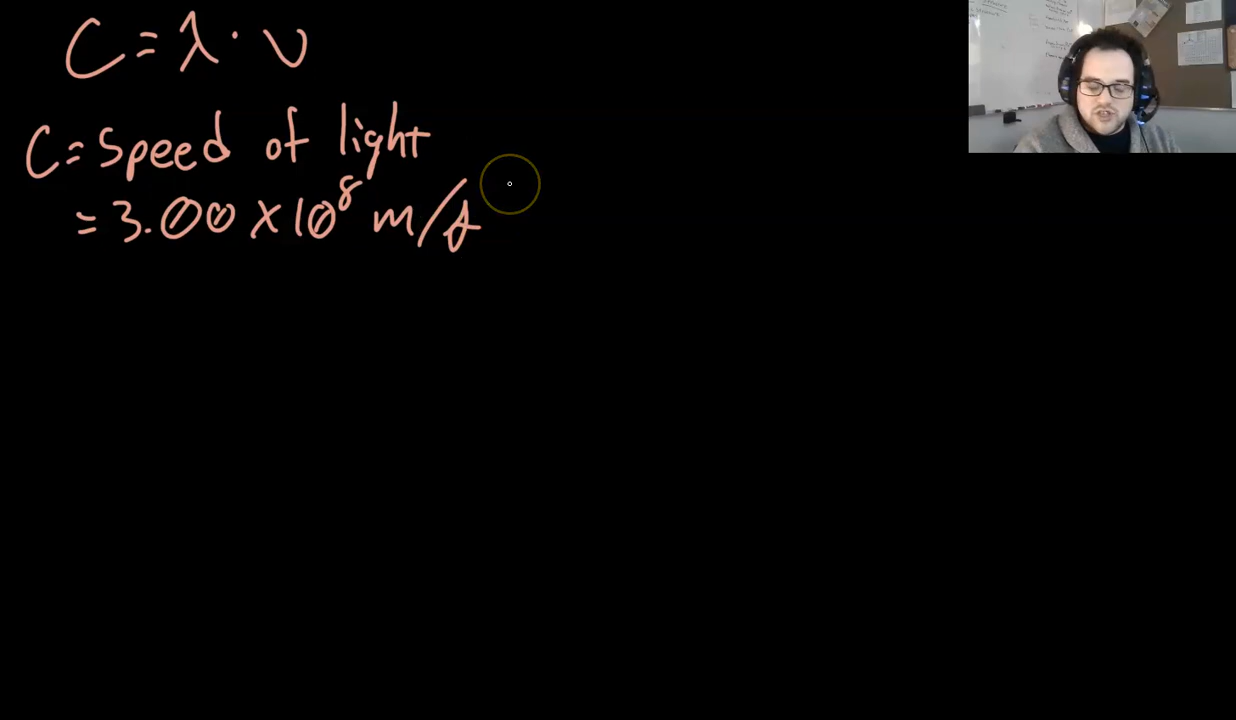 C = λ · ν
C = Speed of light
= 3.00 × 10⁸ m/s